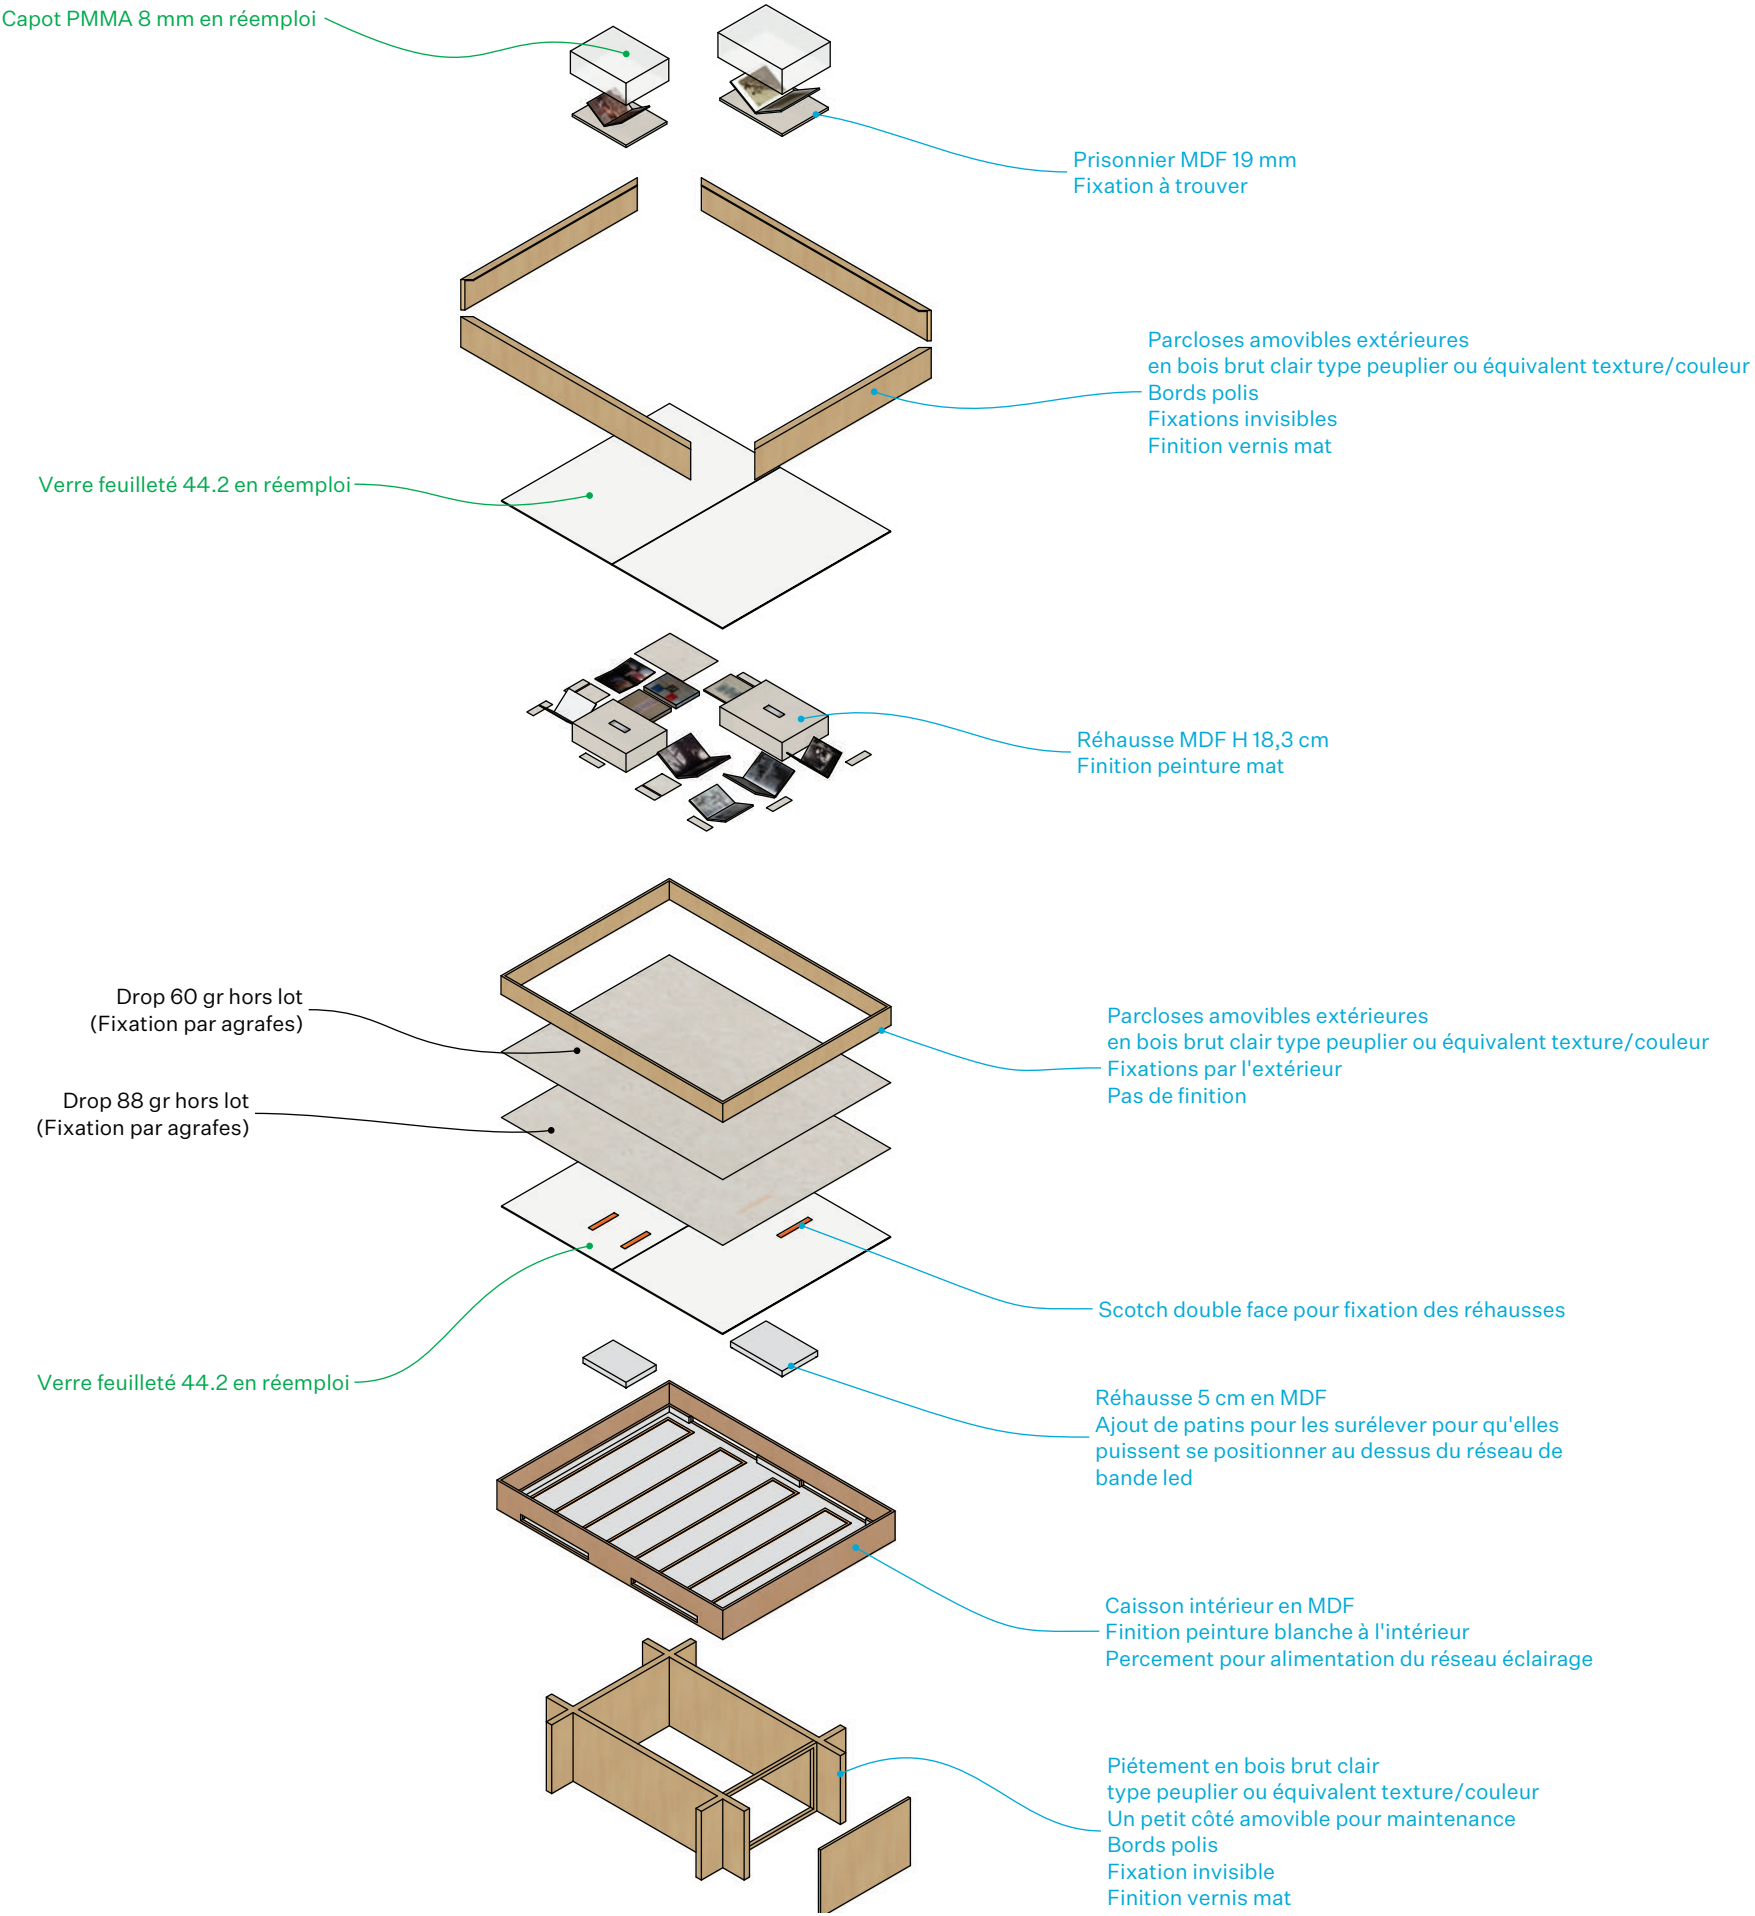 Capot PMMA 8 mm en réemploi
Prisonnier MDF 19 mm
Fixation à trouver
Parcloses amovibles extérieures
en bois brut clair type peuplier ou équivalent texture/couleur
Bords polis
Fixations invisibles
Finition vernis mat
Verre feuilleté 44.2 en réemploi
Réhausse MDF H 18,3 cm
Finition peinture mat
Drop 60 gr hors lot
(Fixation par agrafes)
Parcloses amovibles extérieures
en bois brut clair type peuplier ou équivalent texture/couleur
Fixations par l'extérieur
Pas de finition
Drop 88 gr hors lot
(Fixation par agrafes)
Scotch double face pour fixation des réhausses
Verre feuilleté 44.2 en réemploi
Réhausse 5 cm en MDF
Ajout de patins pour les surélever pour qu'elles
puissent se positionner au dessus du réseau de
bande led
Caisson intérieur en MDF
Finition peinture blanche à l'intérieur
Percement pour alimentation du réseau éclairage
Piétement en bois brut clair
type peuplier ou équivalent texture/couleur
Un petit côté amovible pour maintenance
Bords polis
Fixation invisible
Finition vernis mat